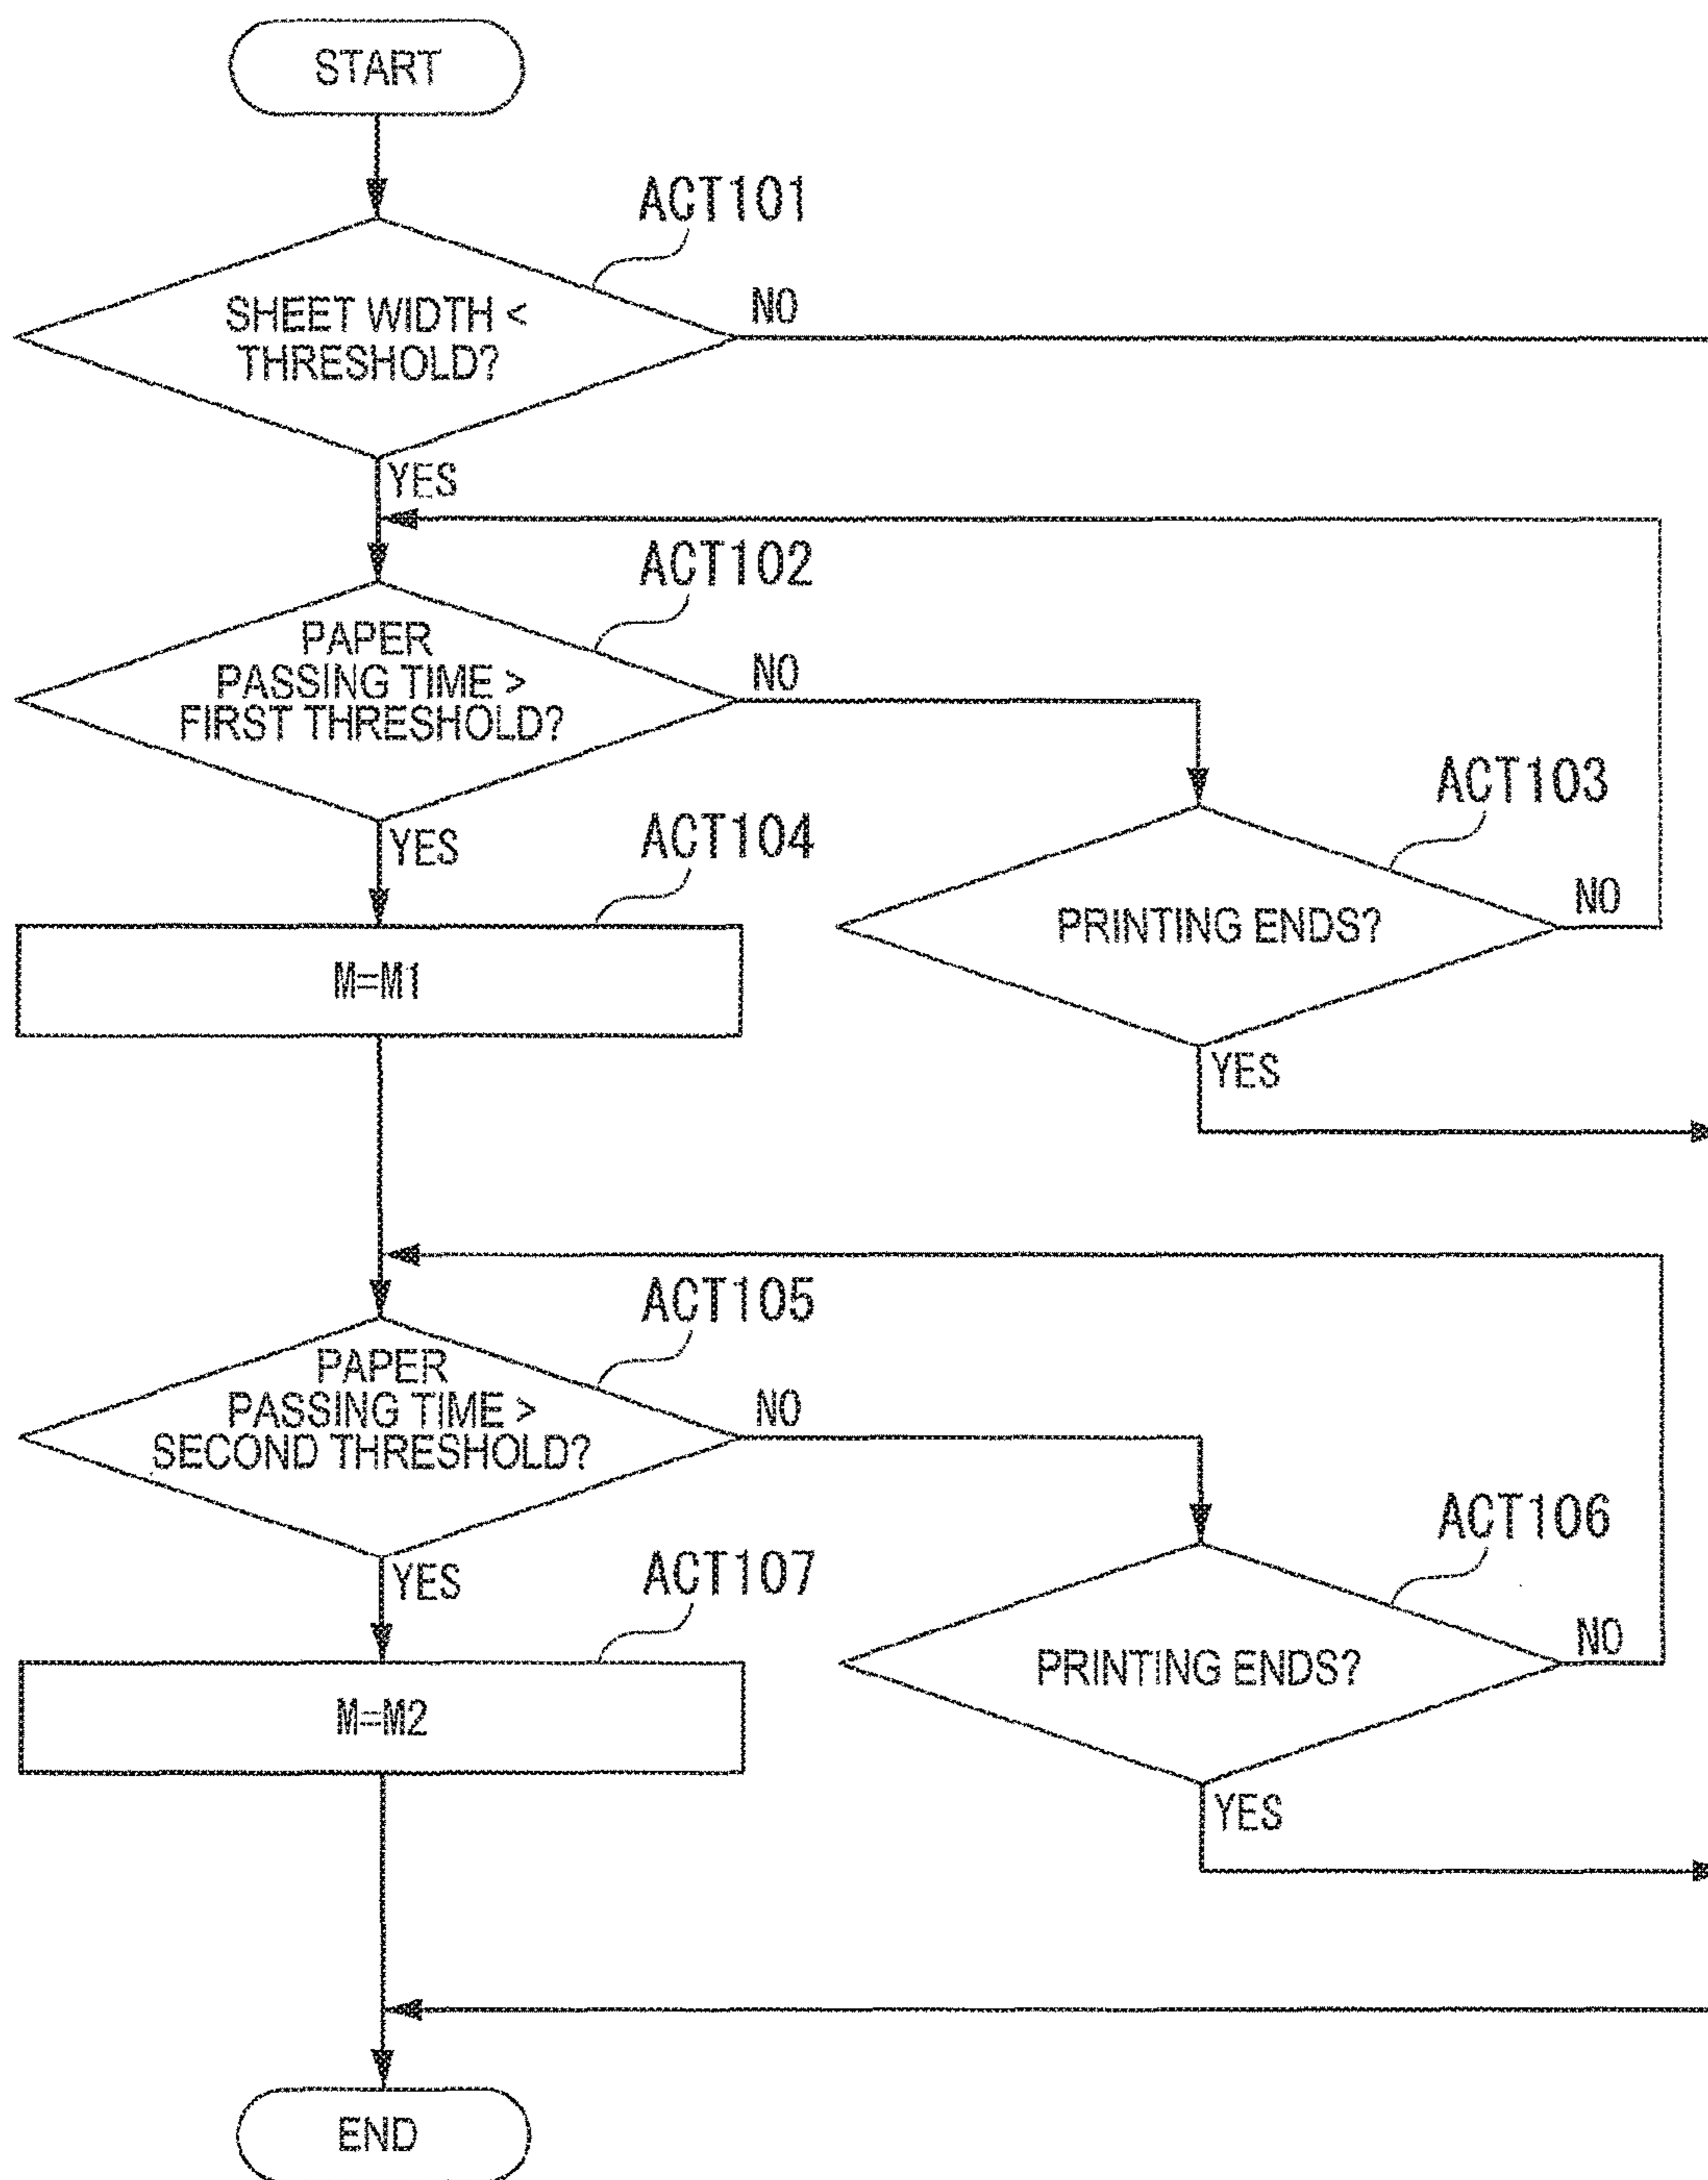 START
ACT101
SHEET WIDTH <
THRESHOLD?
NO
YES
ACT102
PAPER
PASSING TIME >
FIRST THRESHOLD?
NO
YES
ACT103
PRINTING ENDS?
NO
YES
ACT104
M=M1
ACT105
PAPER
PASSING TIME >
SECOND THRESHOLD?
NO
YES
ACT106
PRINTING ENDS?
NO
YES
ACT107
M=M2
END